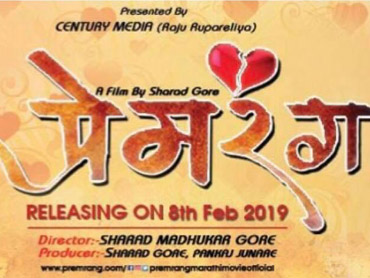 Presented By
CENTURY MEDIA (Raju Rupareliya)
A Film By Sharad Gore
प्रेमरंग
RELEASING ON 8th Feb 2019
Director:-SHARAD MADHUKAR GORE
Producer:-SHARAD GORE, PANKAJ JUNARE
www.premrang.com/premrangmarathimovieofficial